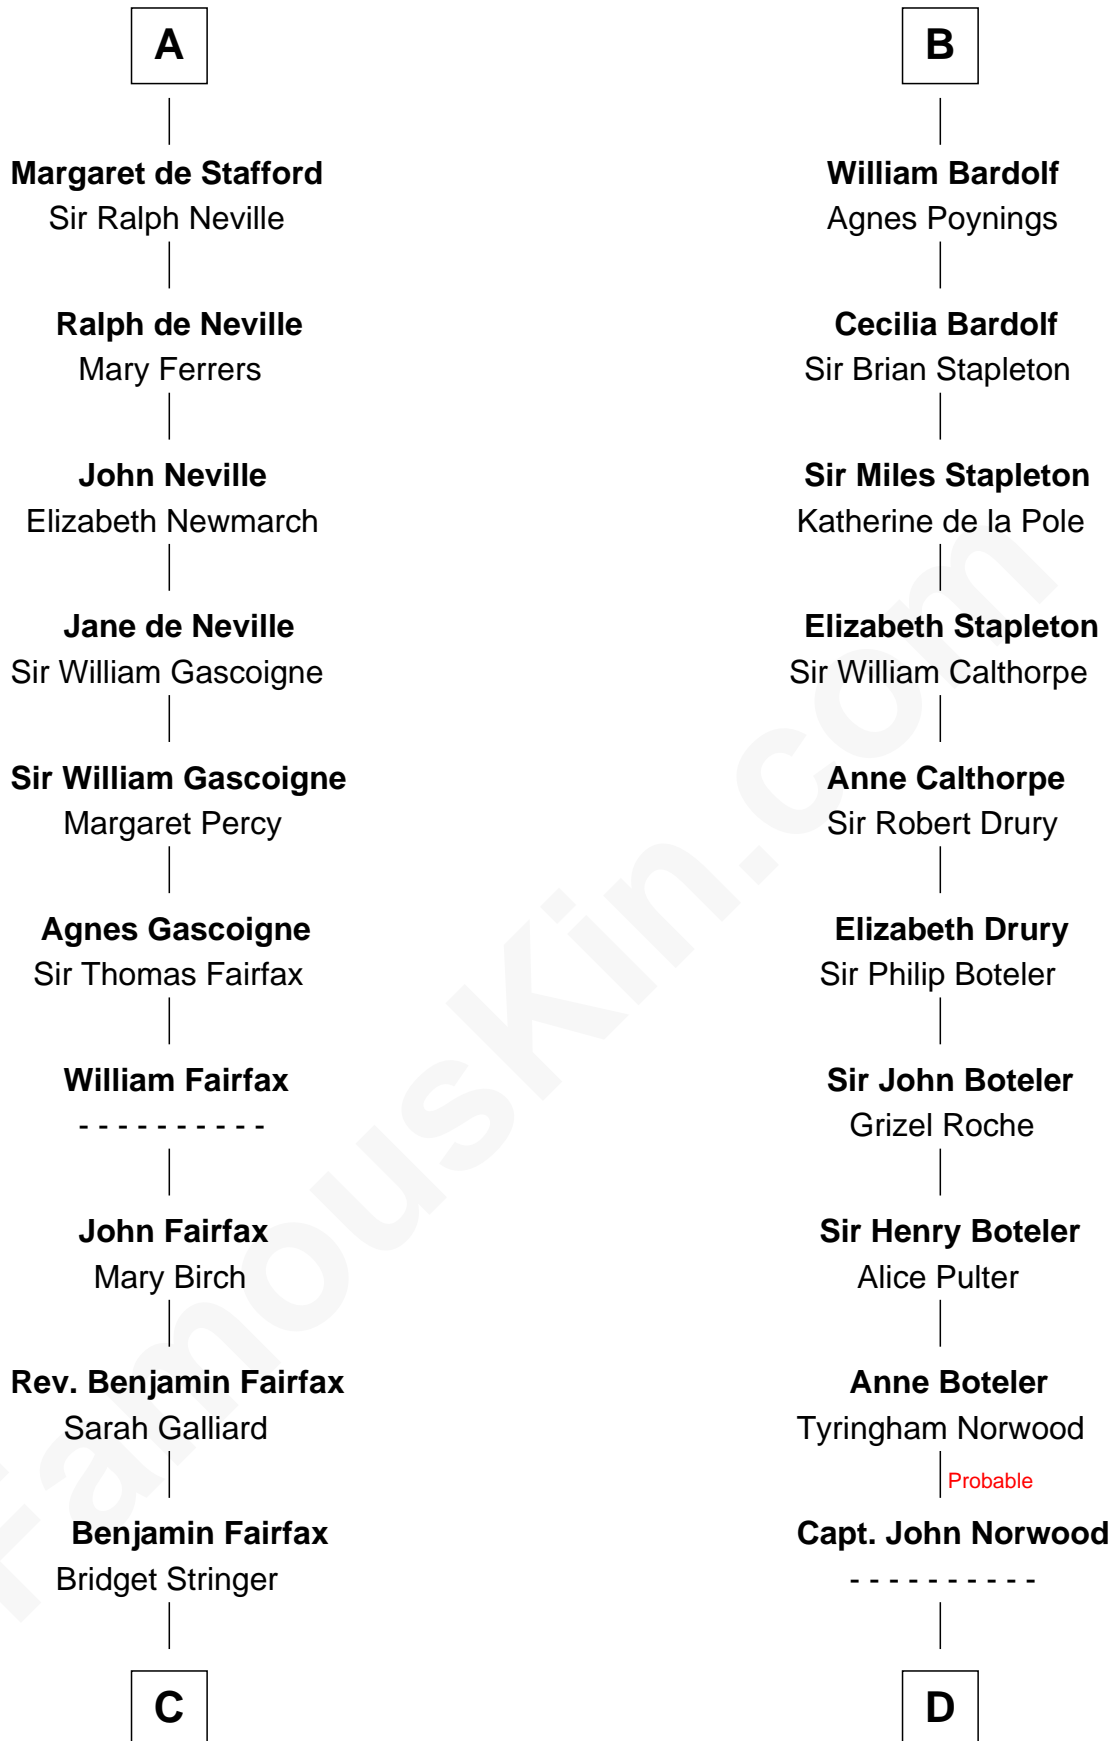 A
Margaret de Stafford
Sir Ralph Neville
Ralph de Neville
Mary Ferrers
John Neville
Elizabeth Newmarch
Jane de Neville
Sir William Gascoigne
Sir William Gascoigne
Margaret Percy
Agnes Gascoigne
Sir Thomas Fairfax
William Fairfax
- - - - - - - - - -
John Fairfax
Mary Birch
Rev. Benjamin Fairfax
Sarah Galliard
Benjamin Fairfax
Bridget Stringer
C
B
William Bardolf
Agnes Poynings
Cecilia Bardolf
Sir Brian Stapleton
Sir Miles Stapleton
Katherine de la Pole
Elizabeth Stapleton
Sir William Calthorpe
Anne Calthorpe
Sir Robert Drury
Elizabeth Drury
Sir Philip Boteler
Sir John Boteler
Grizel Roche
Sir Henry Boteler
Alice Pulter
Anne Boteler
Tyringham Norwood
Probable
Capt. John Norwood
- - - - - - - - - -
D
FamousKin.com